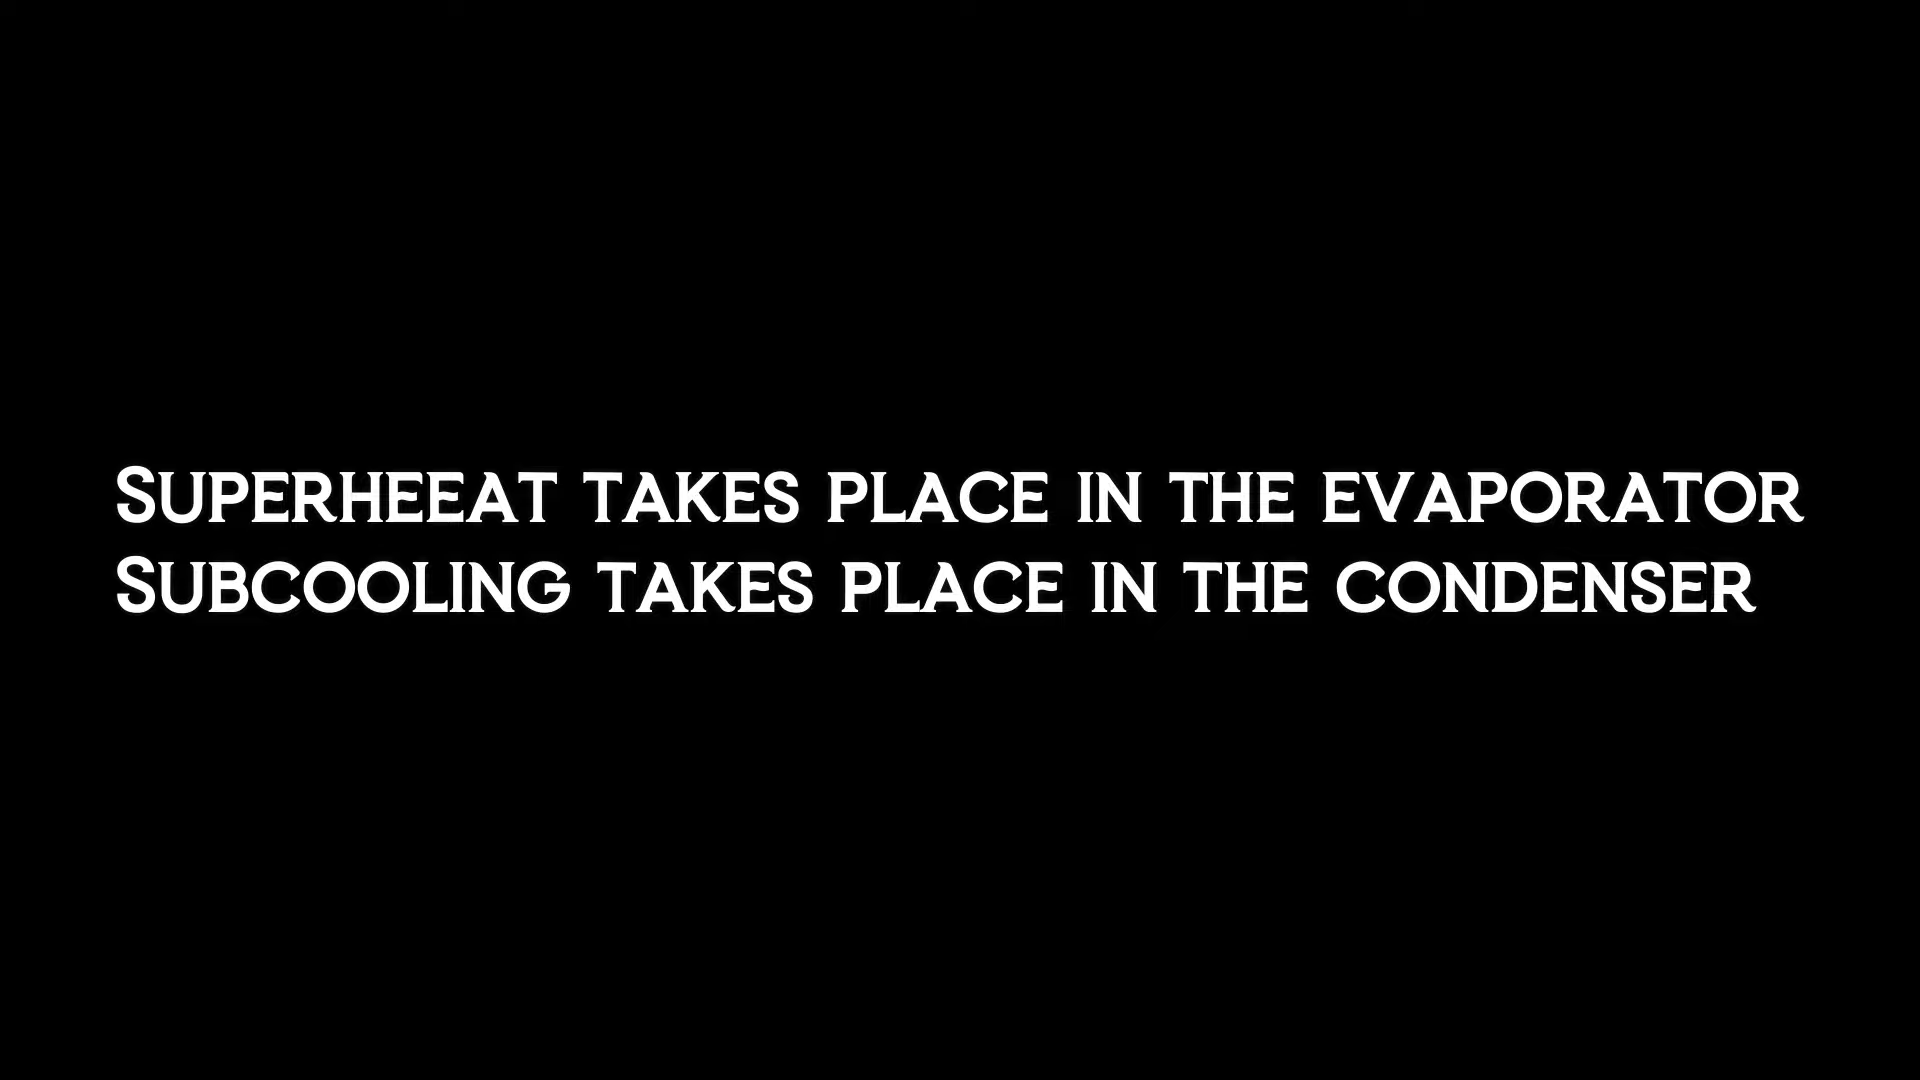 Superheeat takes place in the evaporator
Subcooling takes place in the condenser